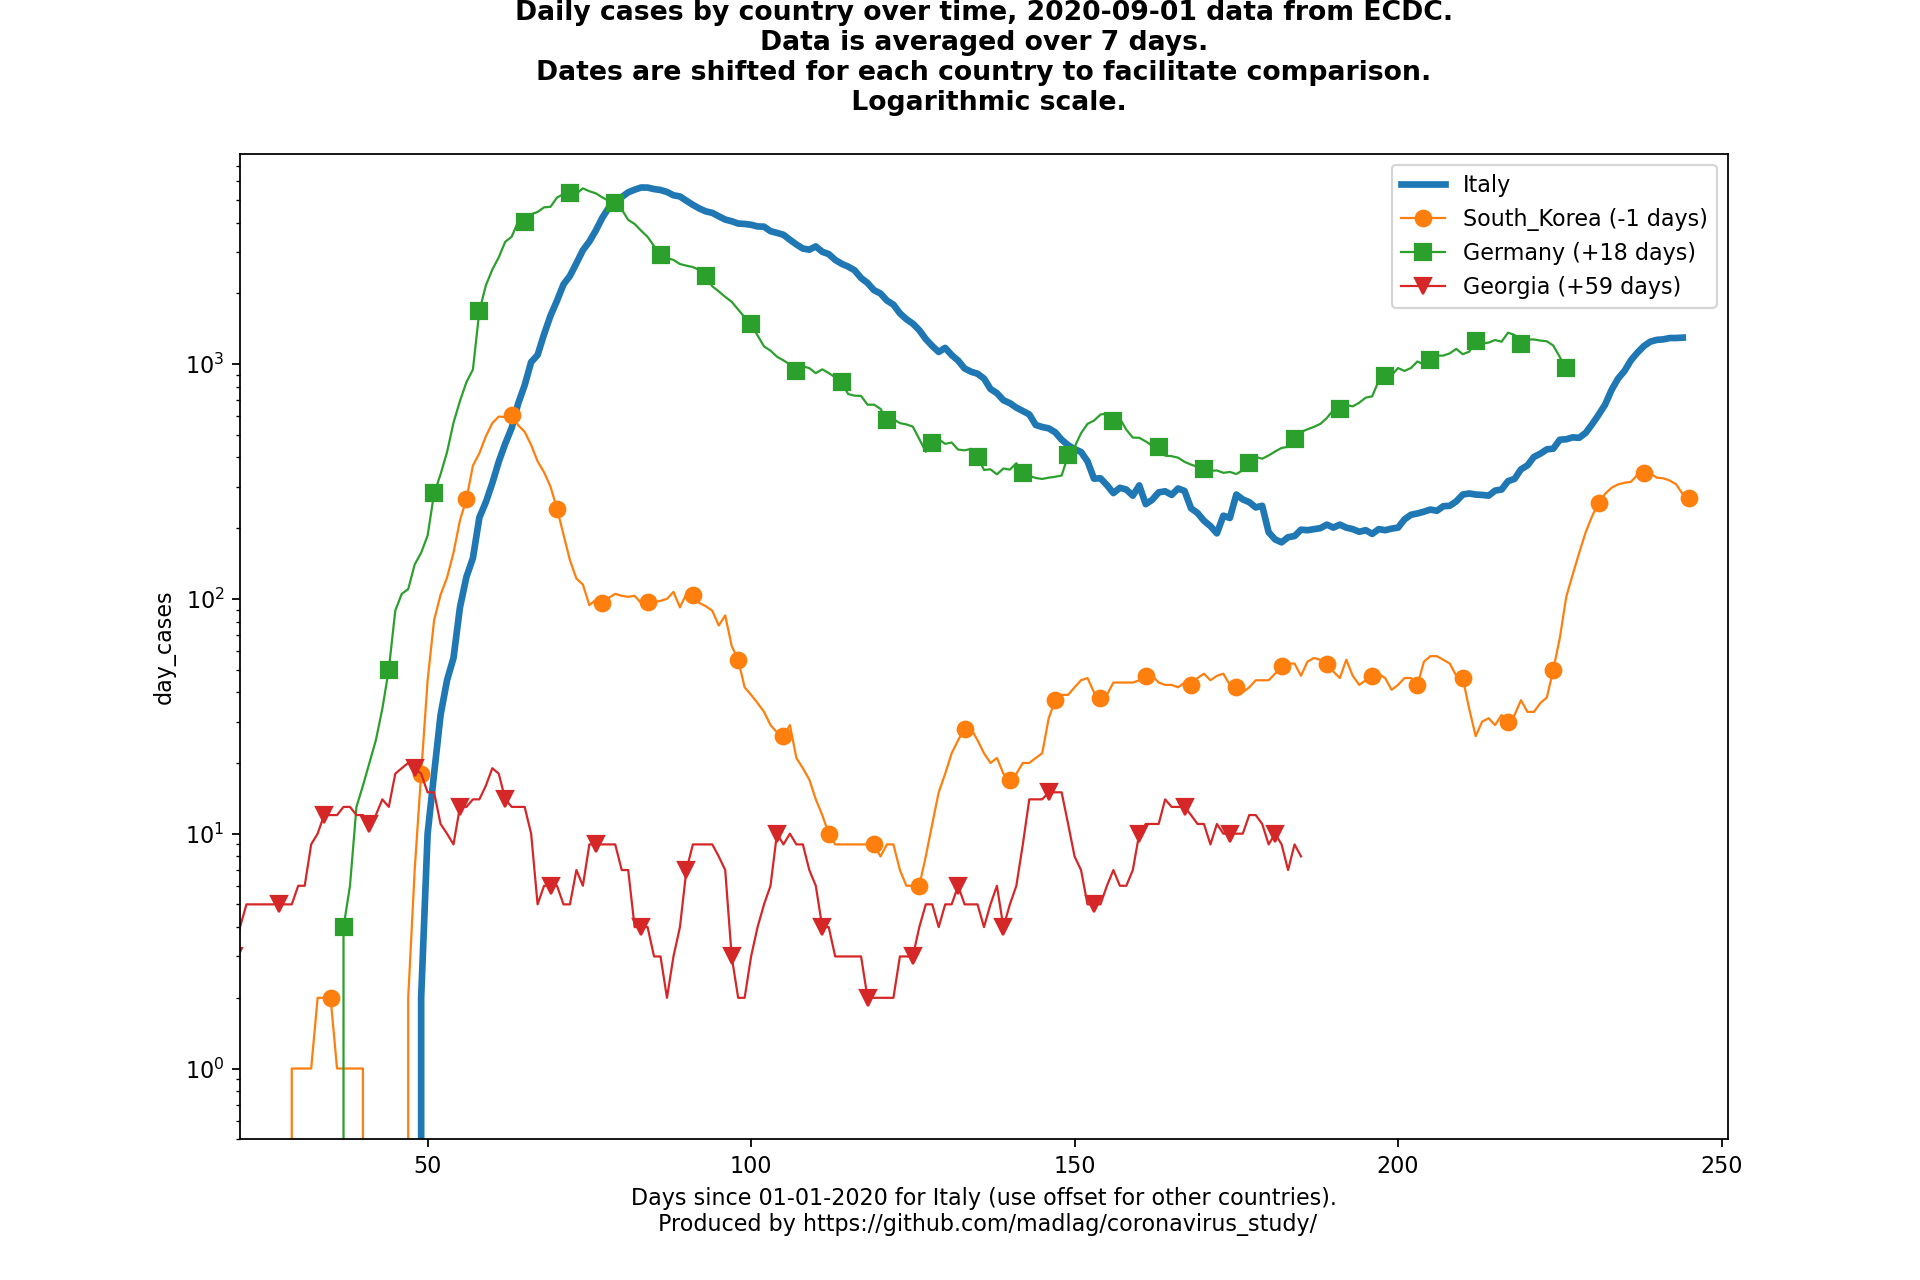 Daily cases by country over time, 2020-09-01 data from ECDC.
Data is averaged over 7 days.
Dates are shifted for each country to facilitate comparison.
Logarithmic scale.
Italy
South_Korea (-1 days)
Germany (+18 days)
Georgia (+59 days)
10³
10²
10¹
10⁰
day_cases
50 100 150 200 250
Days since 01-01-2020 for Italy (use offset for other countries).
Produced by https://github.com/madlag/coronavirus_study/